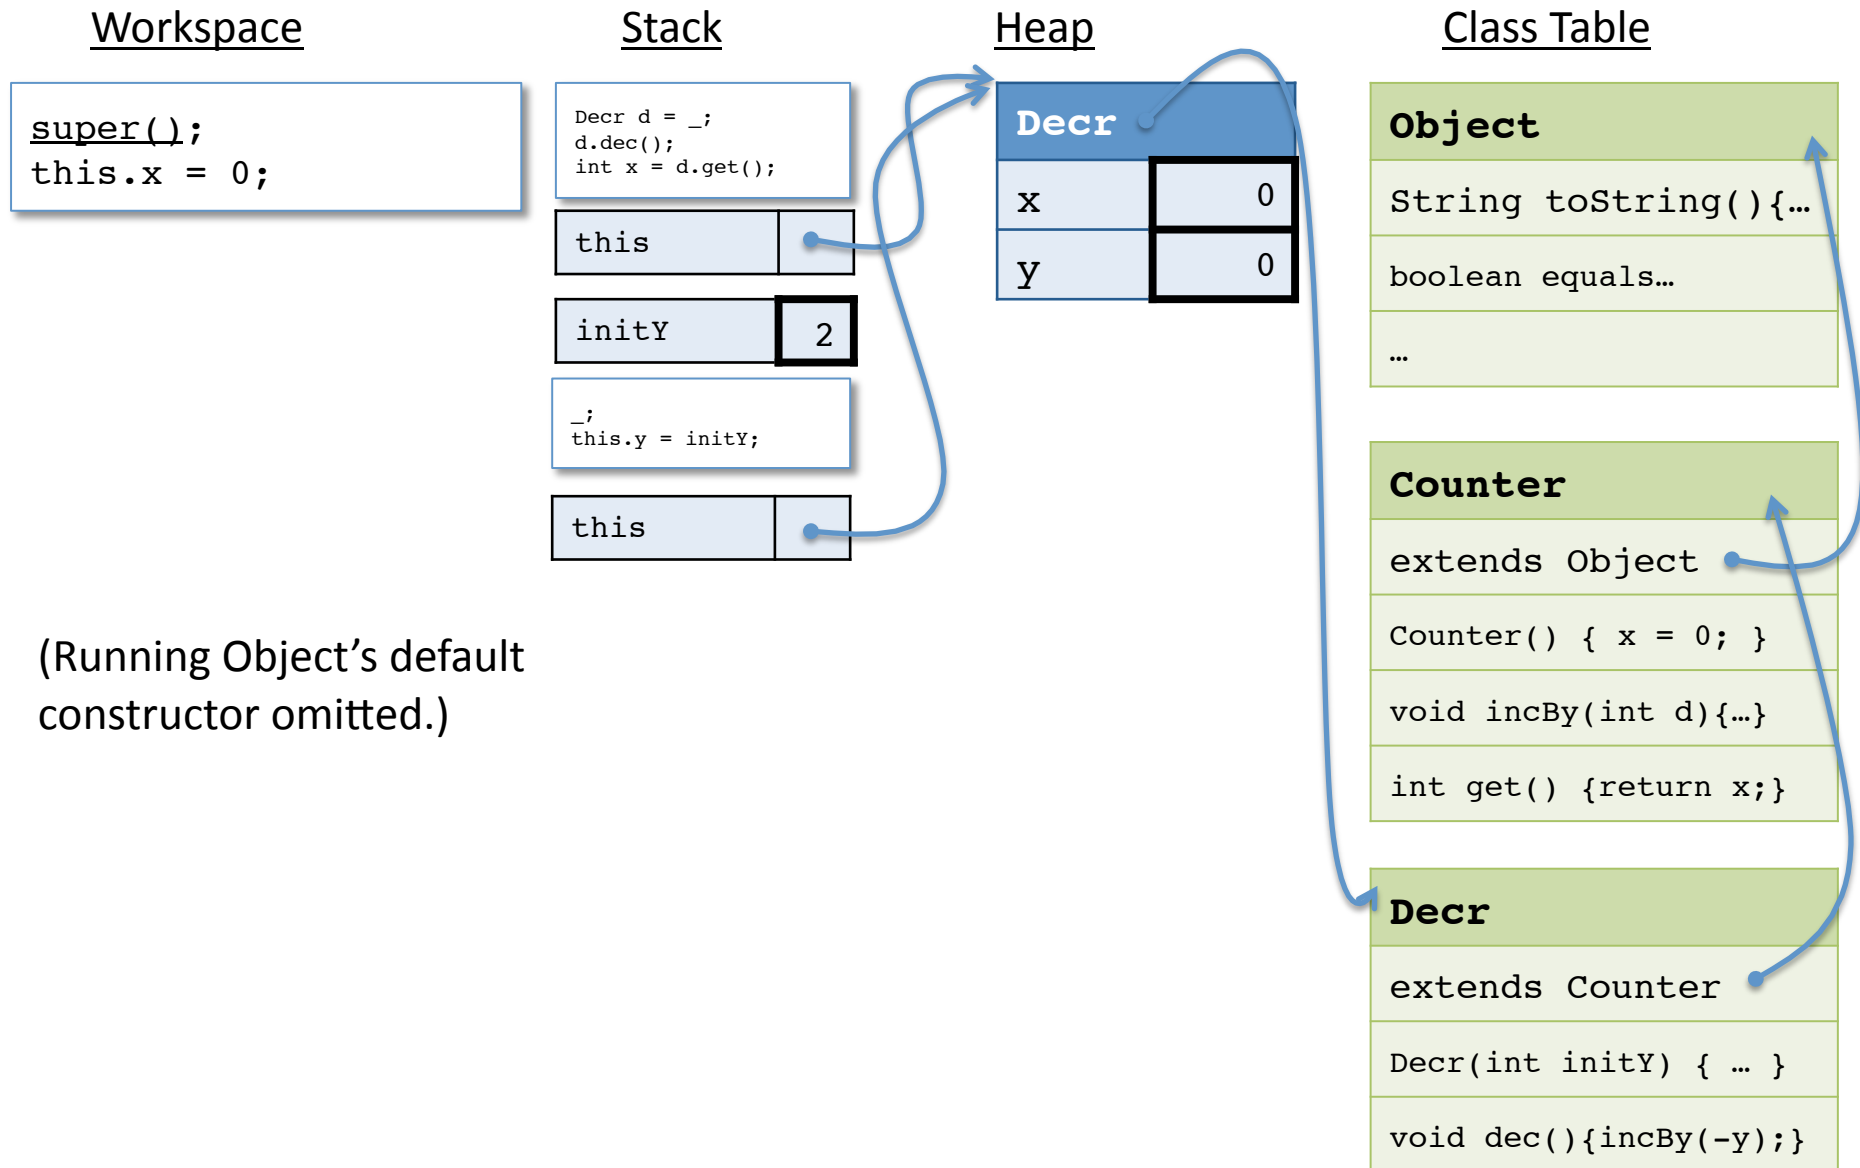 Workspace
super();
this.x = 0;
(Running Object’s default
constructor omitted.)
Stack
Decr d = _;
d.dec();
int x = d.get();
this
initY 2
_;
this.y = initY;
this
Heap
Decr
x 0
y 0
Class Table
Object
String toString(){…
boolean equals…
…
Counter
extends Object
Counter() { x = 0; }
void incBy(int d){…}
int get() {return x;}
Decr
extends Counter
Decr(int initY) { … }
void dec(){incBy(-y);}